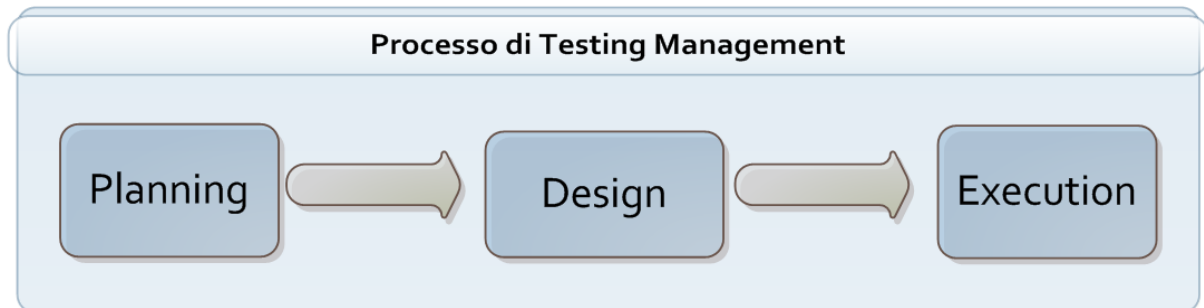 Processo di Testing Management
Planning
Design
Execution